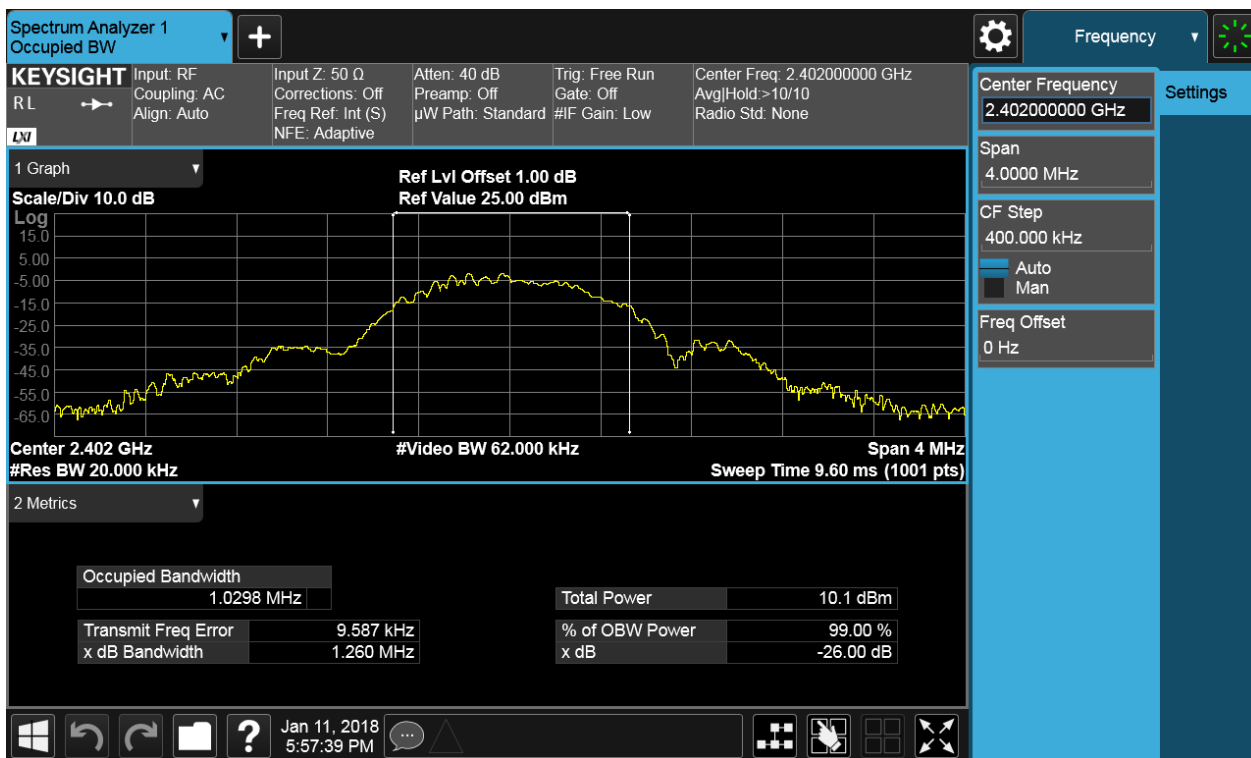 Spectrum Analyzer 1
Occupied BW
+
Frequency
KEYSIGHT
R L
LXI
Input: RF
Coupling: AC
Align: Auto
Input Z: 50 Ω
Corrections: Off
Freq Ref: Int (S)
NFE: Adaptive
Atten: 40 dB
Preamp: Off
µW Path: Standard
Trig: Free Run
Gate: Off
#IF Gain: Low
Center Freq: 2.402000000 GHz
Avg|Hold:>10/10
Radio Std: None
Center Frequency
2.402000000 GHz
Settings
Span
4.0000 MHz
CF Step
400.000 kHz
Auto
Man
Freq Offset
0 Hz
1 Graph
Scale/Div 10.0 dB
Ref Lvl Offset 1.00 dB
Ref Value 25.00 dBm
Log
15.0
5.00
-5.00
-15.0
-25.0
-35.0
-45.0
-55.0
-65.0
Center 2.402 GHz
#Video BW 62.000 kHz
Span 4 MHz
#Res BW 20.000 kHz
Sweep Time 9.60 ms (1001 pts)
2 Metrics
Occupied Bandwidth
1.0298 MHz
Total Power 10.1 dBm
Transmit Freq Error 9.587 kHz
% of OBW Power 99.00 %
x dB Bandwidth 1.260 MHz
x dB -26.00 dB
?
Jan 11, 2018
5:57:39 PM